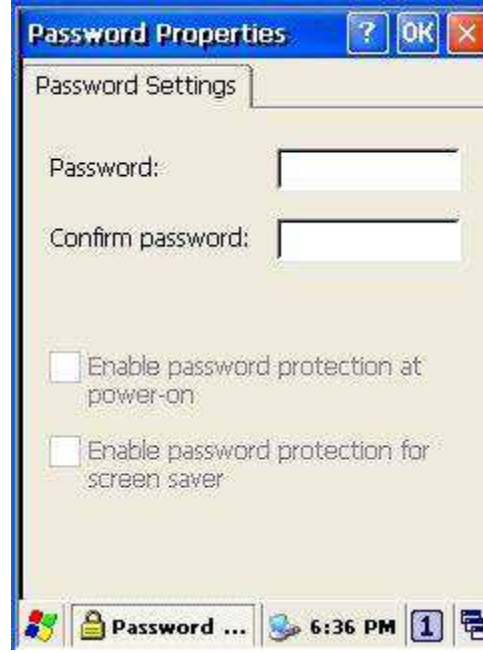 Password Properties ? OK ×
Password Settings
Password:
Confirm password:
Enable password protection at
power-on
Enable password protection for
screen saver
Password ... 6:36 PM 1